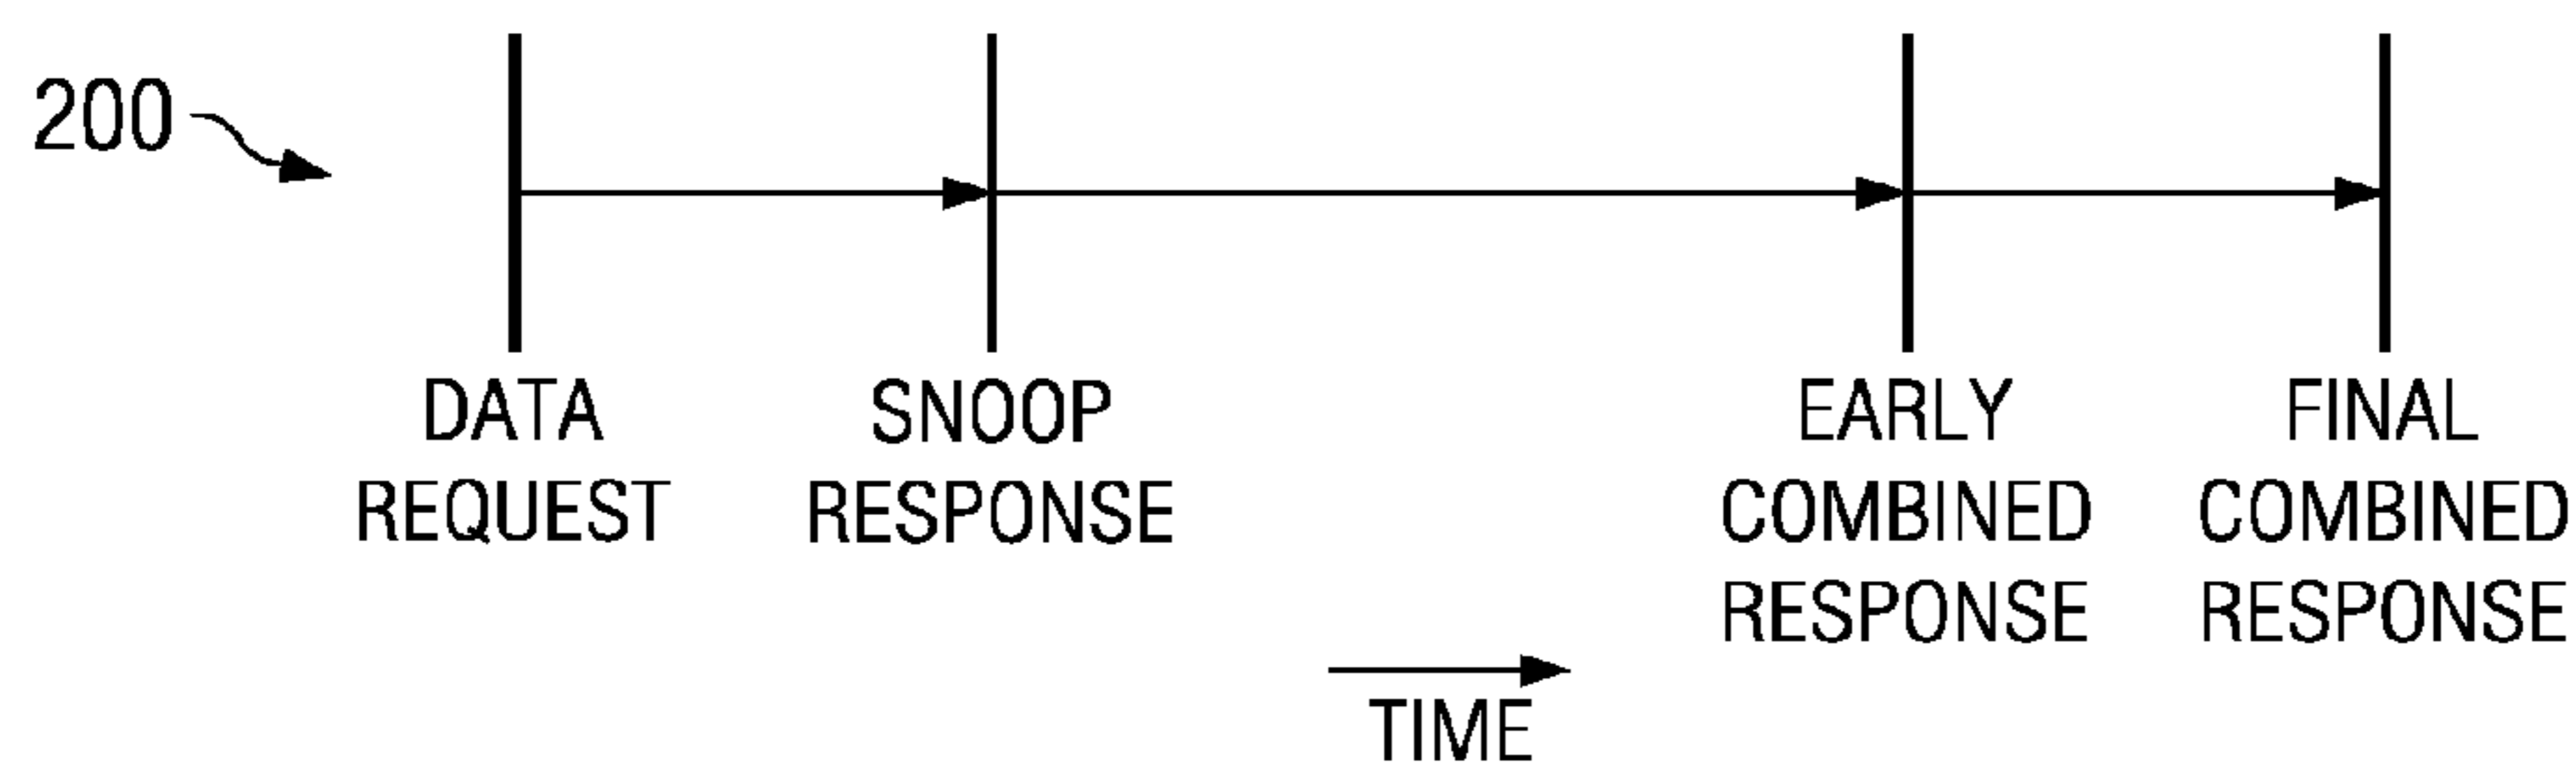 200
DATA
REQUEST
SNOOP
RESPONSE
EARLY
COMBINED
RESPONSE
FINAL
COMBINED
RESPONSE
TIME